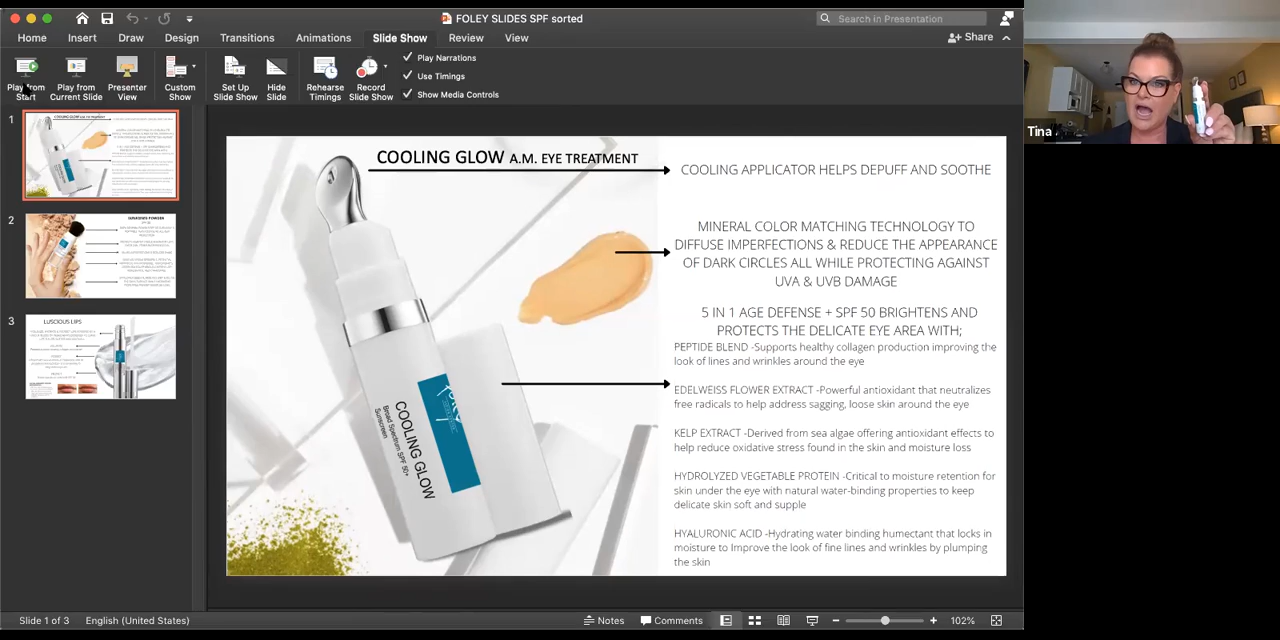 FOLEY SLIDES SPF sorted
Search in Presentation
Home
Insert
Draw
Design
Transitions
Animations
Slide Show
Review
View
Share
Play from
Start
Play from
Current Slide
Presenter
View
Custom
Show
Set Up
Slide Show
Hide
Slide
Rehearse
Timings
Record
Slide Show
Play Narrations
Use Timings
Show Media Controls
Tina
1
2
3
LUSCIOUS LIPS
COOLING GLOW A.M. EYE TREATMENT
COOLING APPLICATOR HELPS DEPUFF AND SOOTHE
MINERAL COLOR MATCHING TECHNOLOGY TO
DIFFUSE IMPERFECTIONS & REDUCE THE APPEARANCE
OF DARK CIRCLES ALL WHILE PROTECTING AGAINST
UVA & UVB DAMAGE
5 IN 1 AGE DEFENSE + SPF 50 BRIGHTENS AND
PROTECTS THE DELICATE EYE AREA WITH;
PEPTIDE BLEND -Supports healthy collagen production improving the
look of lines and wrinkles around the eye
EDELWEISS FLOWER EXTRACT -Powerful antioxidant that neutralizes
free radicals to help address sagging, loose skin around the eye
KELP EXTRACT -Derived from sea algae offering antioxidant effects to
help reduce oxidative stress found in the skin and moisture loss
HYDROLYZED VEGETABLE PROTEIN -Critical to moisture retention for
skin under the eye with natural water-binding properties to keep
delicate skin soft and supple
HYALURONIC ACID -Hydrating water binding humectant that locks in
moisture to Improve the look of fine lines and wrinkles by plumping
the skin
COOLING GLOW
Broad Spectrum SPF 50+
Sunscreen
Slide 1 of 3
English (United States)
Notes
Comments
102%